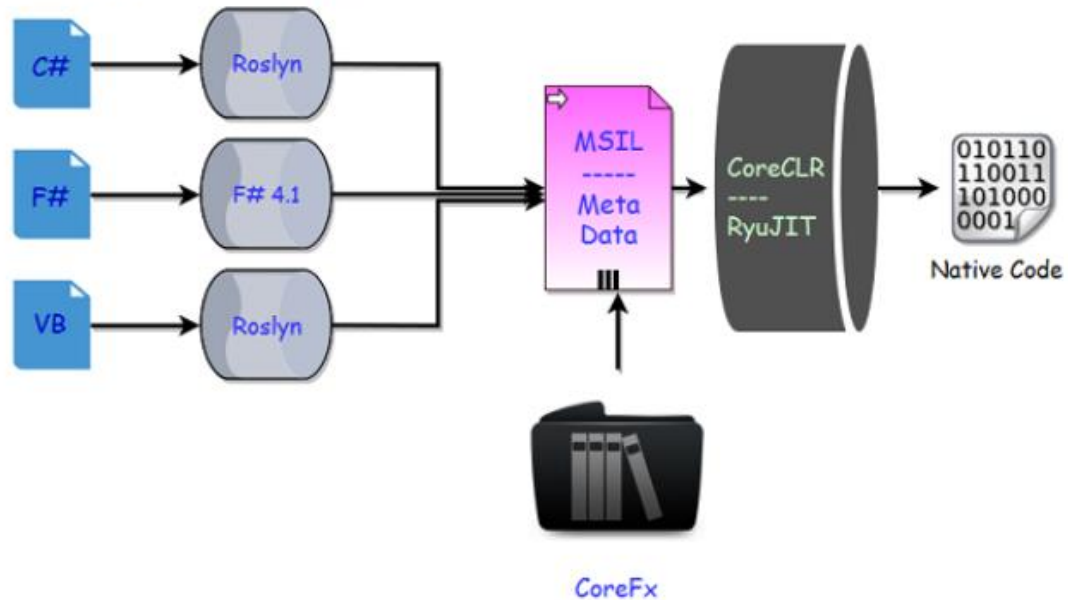 C#
Roslyn
F#
F# 4.1
VB
Roslyn
MSIL
-----
Meta
Data
CoreCLR
----
RyuJIT
010110
110011
101000
0001
Native Code
CoreFx